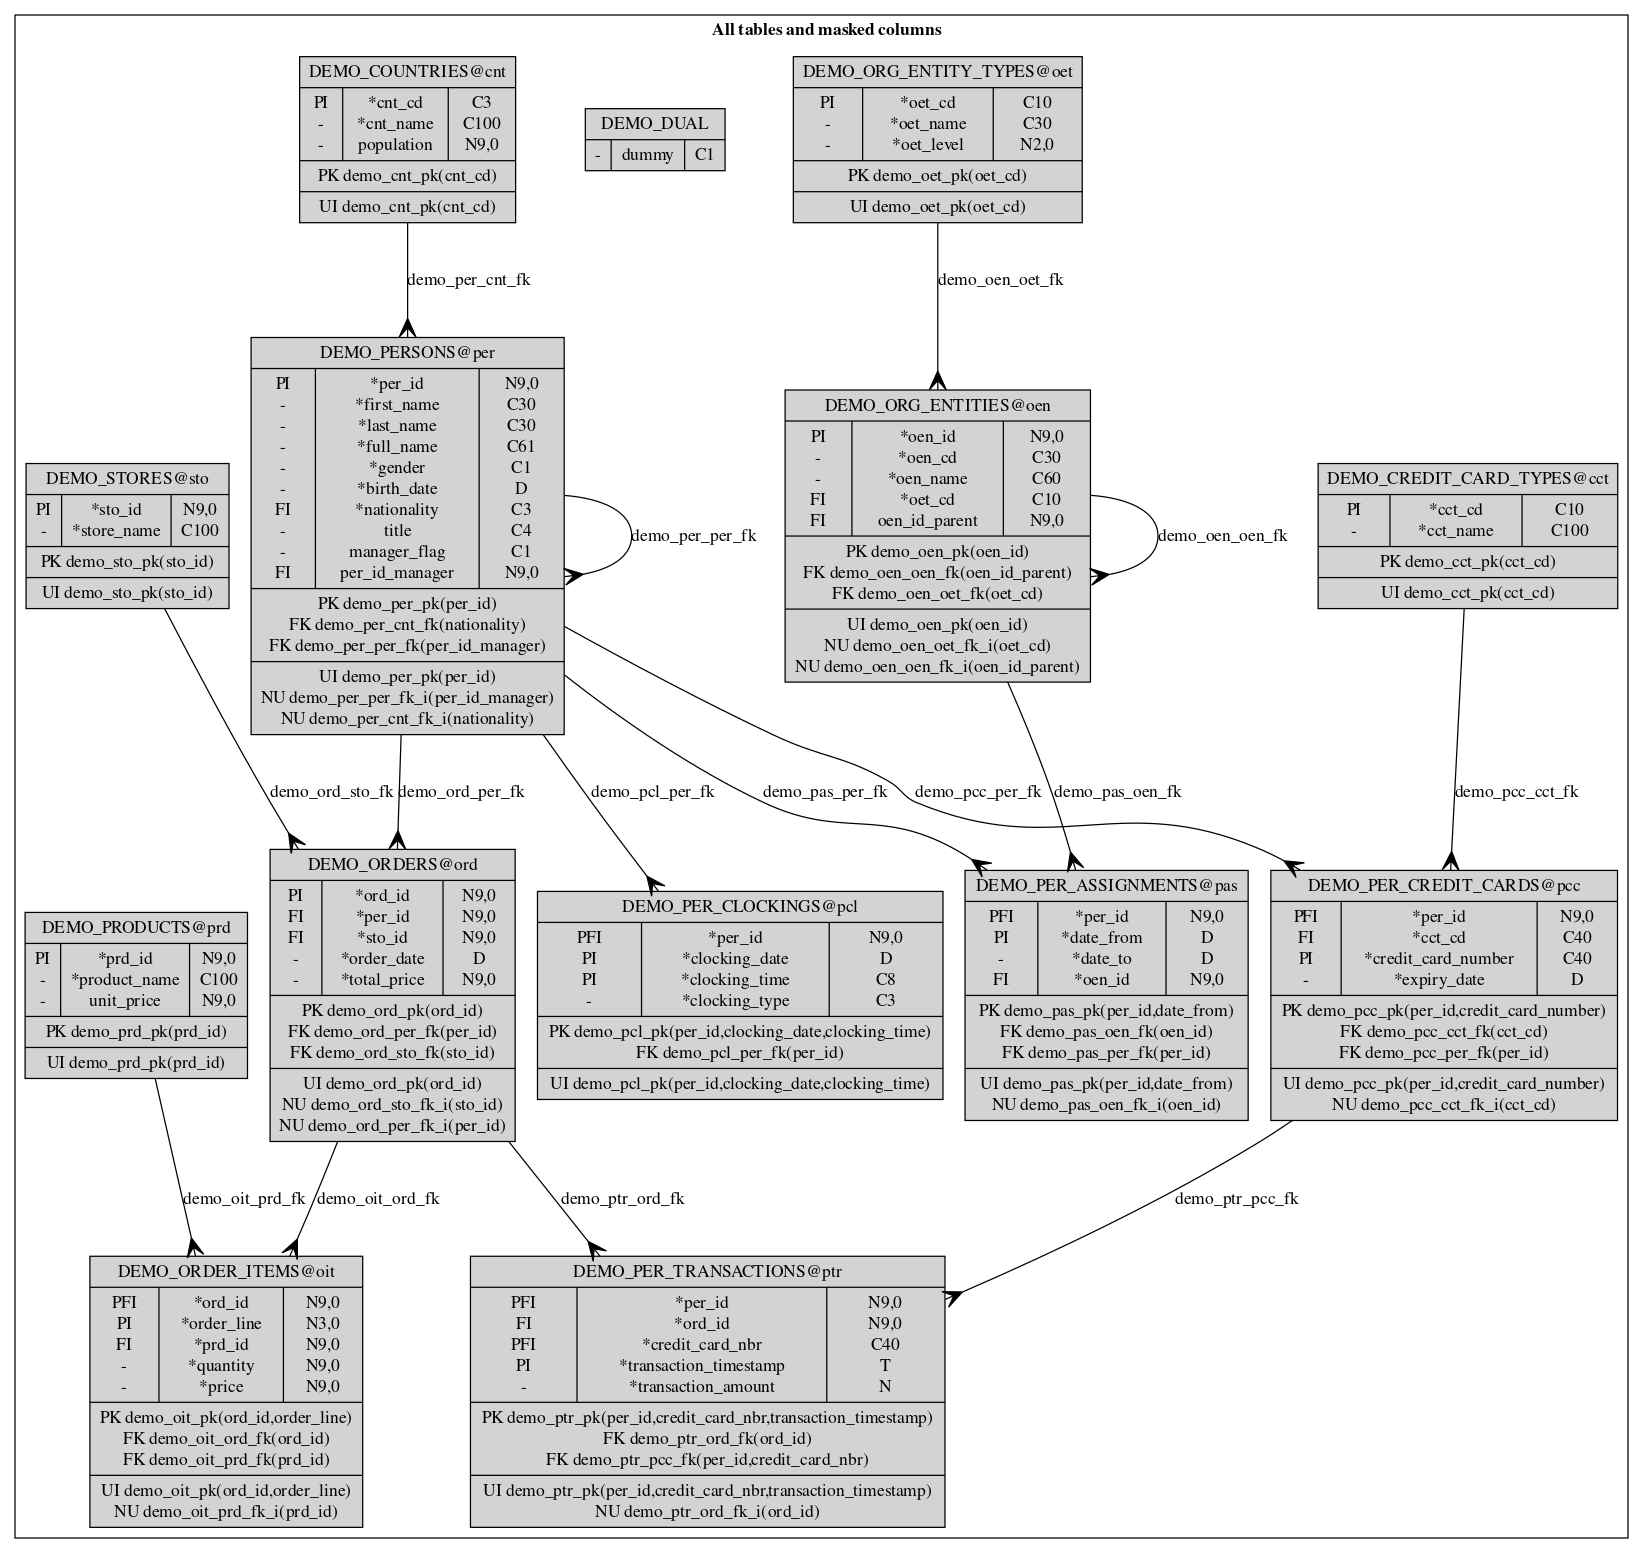 All tables and masked columns
DEMO_COUNTRIES@cnt
PI *cnt_cd C3
- *cnt_name C100
- population N9,0
PK demo_cnt_pk(cnt_cd)
UI demo_cnt_pk(cnt_cd)
DEMO_DUAL
- dummy C1
DEMO_ORG_ENTITY_TYPES@oet
PI *oet_cd C10
- *oet_name C30
- *oet_level N2,0
PK demo_oet_pk(oet_cd)
UI demo_oet_pk(oet_cd)
demo_per_cnt_fk
demo_oen_oet_fk
DEMO_PERSONS@per
PI *per_id N9,0
- *first_name C30
- *last_name C30
- *full_name C61
- *gender C1
- *birth_date D
FI *nationality C3
- title C4
- manager_flag C1
FI per_id_manager N9,0
PK demo_per_pk(per_id)
FK demo_per_cnt_fk(nationality)
FK demo_per_per_fk(per_id_manager)
UI demo_per_pk(per_id)
NU demo_per_per_fk_i(per_id_manager)
NU demo_per_cnt_fk_i(nationality)
demo_per_per_fk
DEMO_ORG_ENTITIES@oen
PI *oen_id N9,0
- *oen_cd C30
- *oen_name C60
FI *oet_cd C10
FI oen_id_parent N9,0
PK demo_oen_pk(oen_id)
FK demo_oen_oen_fk(oen_id_parent)
FK demo_oen_oet_fk(oet_cd)
UI demo_oen_pk(oen_id)
NU demo_oen_oet_fk_i(oet_cd)
NU demo_oen_oen_fk_i(oen_id_parent)
demo_oen_oen_fk
DEMO_STORES@sto
PI *sto_id N9,0
- *store_name C100
PK demo_sto_pk(sto_id)
UI demo_sto_pk(sto_id)
DEMO_CREDIT_CARD_TYPES@cct
PI *cct_cd C10
- *cct_name C100
PK demo_cct_pk(cct_cd)
UI demo_cct_pk(cct_cd)
demo_ord_sto_fk
demo_ord_per_fk
demo_pcl_per_fk
demo_pas_per_fk
demo_pcc_per_fk
demo_pas_oen_fk
demo_pcc_cct_fk
DEMO_PRODUCTS@prd
PI *prd_id N9,0
- *product_name C100
- unit_price N9,0
PK demo_prd_pk(prd_id)
UI demo_prd_pk(prd_id)
DEMO_ORDERS@ord
PI *ord_id N9,0
FI *per_id N9,0
FI *sto_id N9,0
- *order_date D
- *total_price N9,0
PK demo_ord_pk(ord_id)
FK demo_ord_per_fk(per_id)
FK demo_ord_sto_fk(sto_id)
UI demo_ord_pk(ord_id)
NU demo_ord_sto_fk_i(sto_id)
NU demo_ord_per_fk_i(per_id)
DEMO_PER_CLOCKINGS@pcl
PFI *per_id N9,0
PI *clocking_date D
PI *clocking_time C8
- *clocking_type C3
PK demo_pcl_pk(per_id,clocking_date,clocking_time)
FK demo_pcl_per_fk(per_id)
UI demo_pcl_pk(per_id,clocking_date,clocking_time)
DEMO_PER_ASSIGNMENTS@pas
PFI *per_id N9,0
PI *date_from D
- *date_to D
FI *oen_id N9,0
PK demo_pas_pk(per_id,date_from)
FK demo_pas_oen_fk(oen_id)
FK demo_pas_per_fk(per_id)
UI demo_pas_pk(per_id,date_from)
NU demo_pas_oen_fk_i(oen_id)
DEMO_PER_CREDIT_CARDS@pcc
PFI *per_id N9,0
FI *cct_cd C40
PI *credit_card_number C40
- *expiry_date D
PK demo_pcc_pk(per_id,credit_card_number)
FK demo_pcc_cct_fk(cct_cd)
FK demo_pcc_per_fk(per_id)
UI demo_pcc_pk(per_id,credit_card_number)
NU demo_pcc_cct_fk_i(cct_cd)
demo_oit_prd_fk
demo_oit_ord_fk
demo_ptr_ord_fk
demo_ptr_pcc_fk
DEMO_ORDER_ITEMS@oit
PFI *ord_id N9,0
PI *order_line N3,0
FI *prd_id N9,0
- *quantity N9,0
- *price N9,0
PK demo_oit_pk(ord_id,order_line)
FK demo_oit_ord_fk(ord_id)
FK demo_oit_prd_fk(prd_id)
UI demo_oit_pk(ord_id,order_line)
NU demo_oit_prd_fk_i(prd_id)
DEMO_PER_TRANSACTIONS@ptr
PFI *per_id N9,0
FI *ord_id N9,0
PFI *credit_card_nbr C40
PI *transaction_timestamp T
- *transaction_amount N
PK demo_ptr_pk(per_id,credit_card_nbr,transaction_timestamp)
FK demo_ptr_ord_fk(ord_id)
FK demo_ptr_pcc_fk(per_id,credit_card_nbr)
UI demo_ptr_pk(per_id,credit_card_nbr,transaction_timestamp)
NU demo_ptr_ord_fk_i(ord_id)